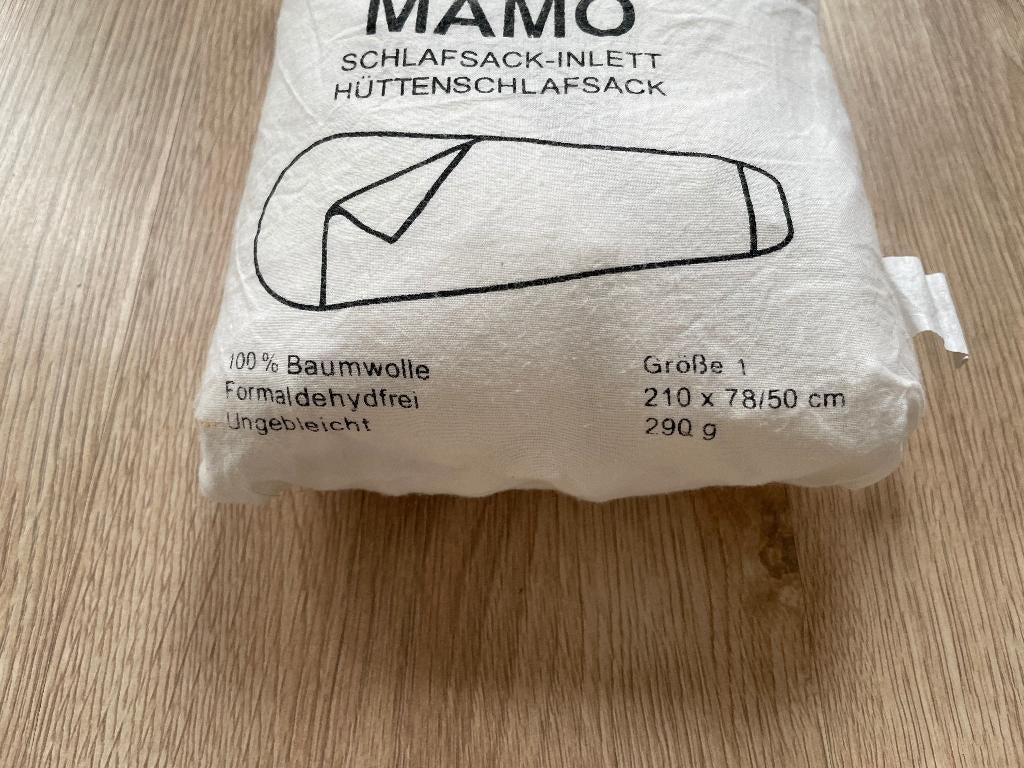 MAMO
SCHLAFSACK-INLETT
HÜTTENSCHLAFSACK
100 % Baumwolle
Formaldehydfrei
Ungebleicht
Größe 1
210 x 78/50 cm
290 g